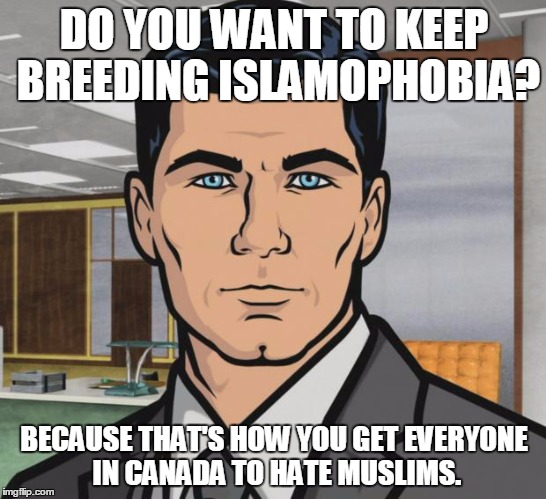 DO YOU WANT TO KEEP
BREEDING ISLAMOPHOBIA?
BECAUSE THAT'S HOW YOU GET EVERYONE
IN CANADA TO HATE MUSLIMS.
imgflip.com